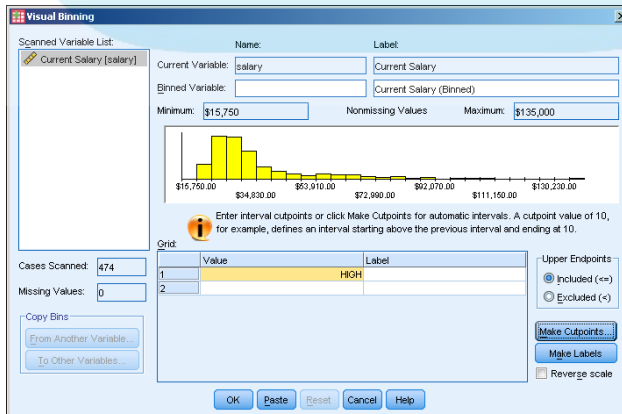 Visual Binning
Scanned Variable List:
Current Salary [salary]
Name:
Label:
Current Variable:
salary
Current Salary
Binned Variable:
Current Salary (Binned)
Minimum:
$15,750
Nonmissing Values
Maximum:
$135,000
$15,750.00
$34,830.00
$53,910.00
$72,990.00
$92,070.00
$111,150.00
$130,230.00
Enter interval cutpoints or click Make Cutpoints for automatic intervals. A cutpoint value of 10,
for example, defines an interval starting above the previous interval and ending at 10.
Grid:
Value
Label
1
HIGH
2
Cases Scanned:
474
Missing Values:
0
Copy Bins
From Another Variable...
To Other Variables...
Upper Endpoints
Included (<=)
Excluded (<)
Make Cutpoints...
Make Labels
Reverse scale
OK
Paste
Reset
Cancel
Help